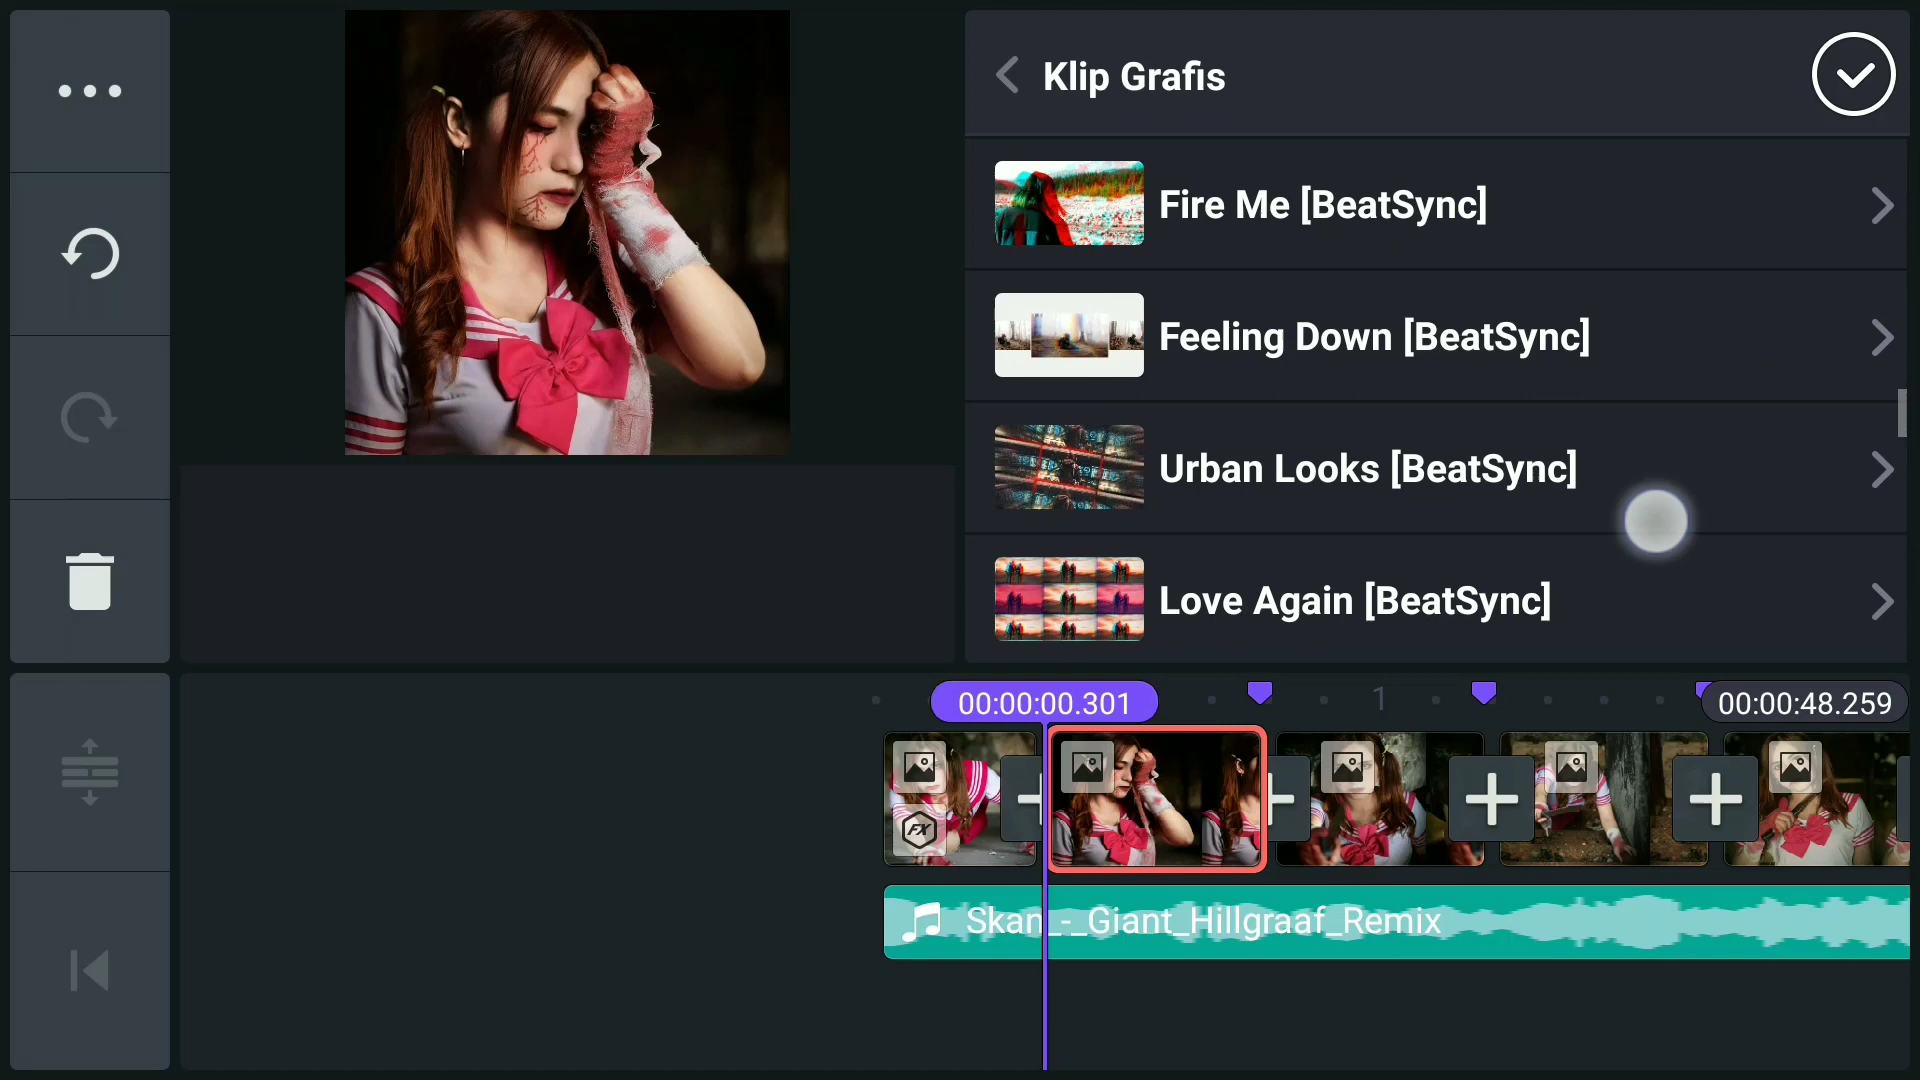 Klip Grafis
Fire Me [BeatSync]
Feeling Down [BeatSync]
Urban Looks [BeatSync]
Love Again [BeatSync]
00:00:00.301
1
00:00:48.259
FX
Skan_-_Giant_Hillgraaf_Remix